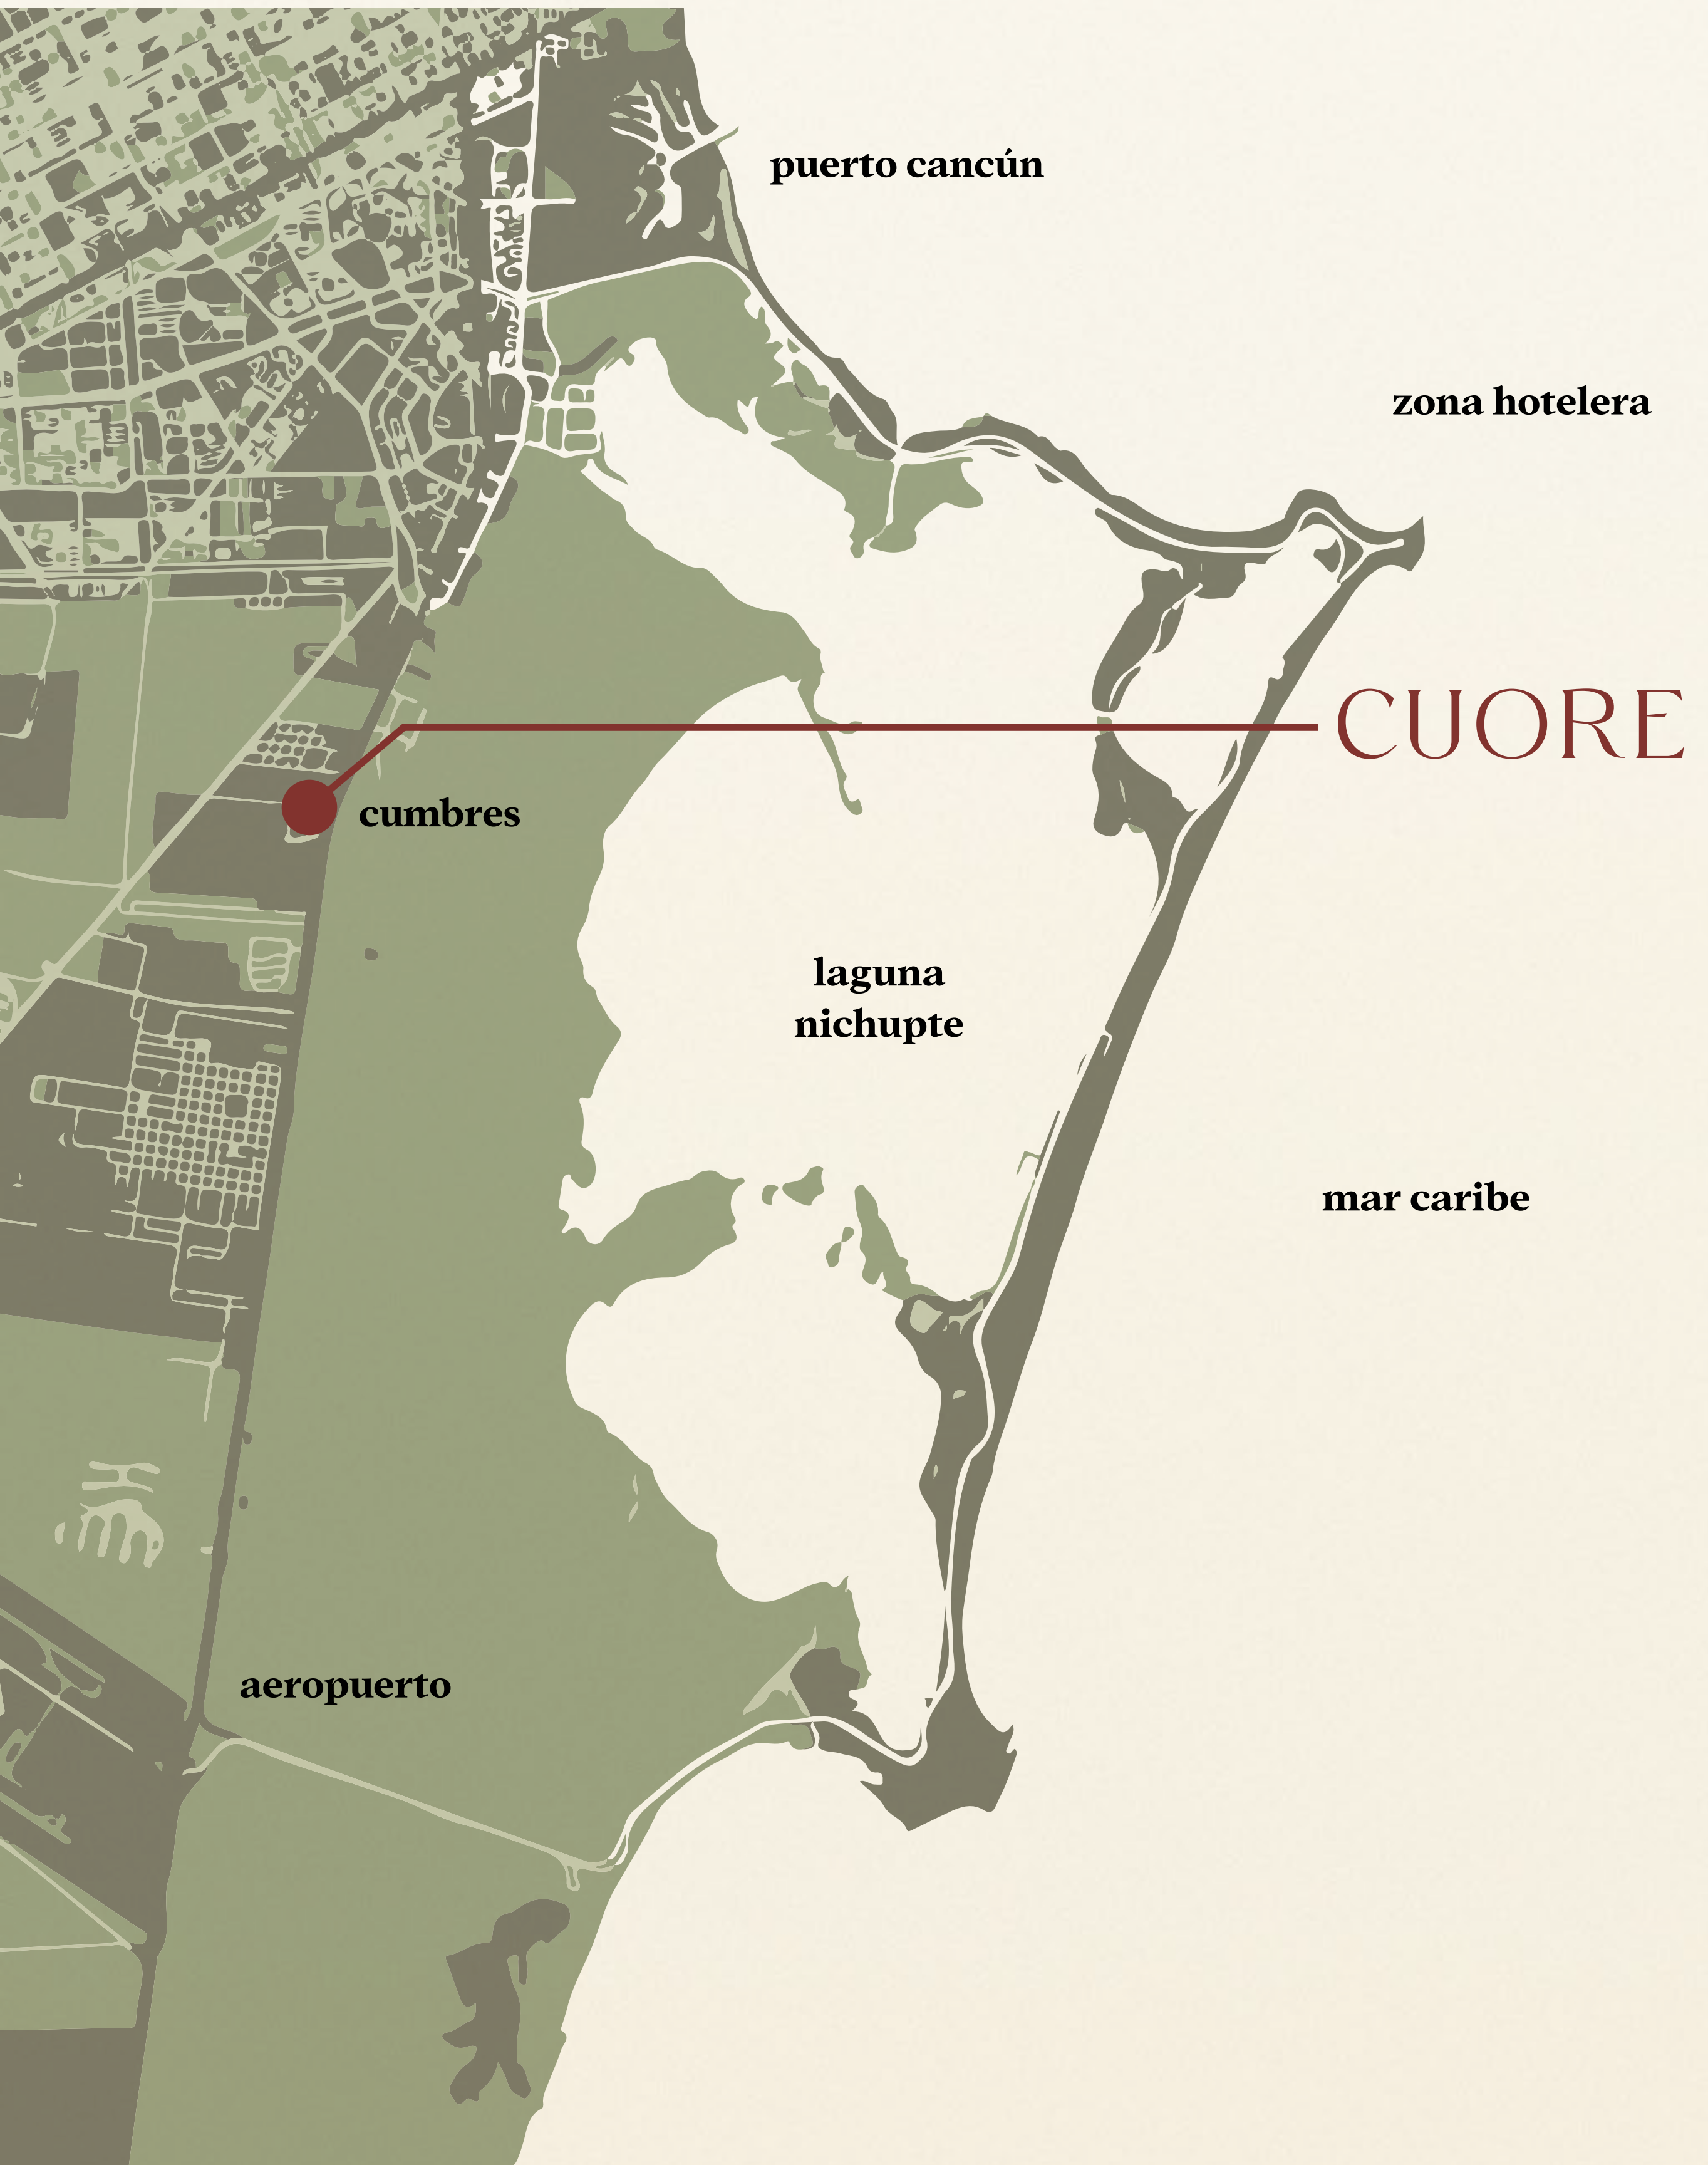 puerto cancún
zona hotelera
CUORE
cumbres
laguna
nichupte
mar caribe
aeropuerto